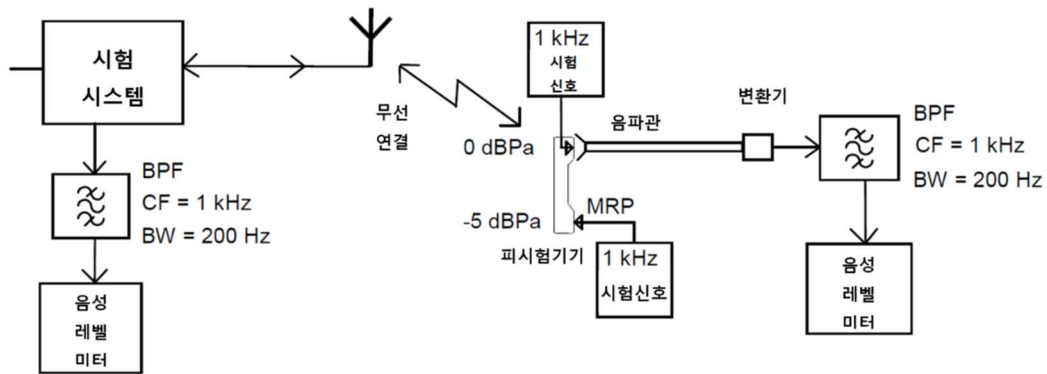 시험
시스템
BPF
CF = 1 kHz
BW = 200 Hz
음성
레벨
미터
무선
연결
1 kHz
시험
신호
0 dBPa
-5 dBPa
MRP
피시험기기
1 kHz
시험신호
음파관
변환기
BPF
CF = 1 kHz
BW = 200 Hz
음성
레벨
미터